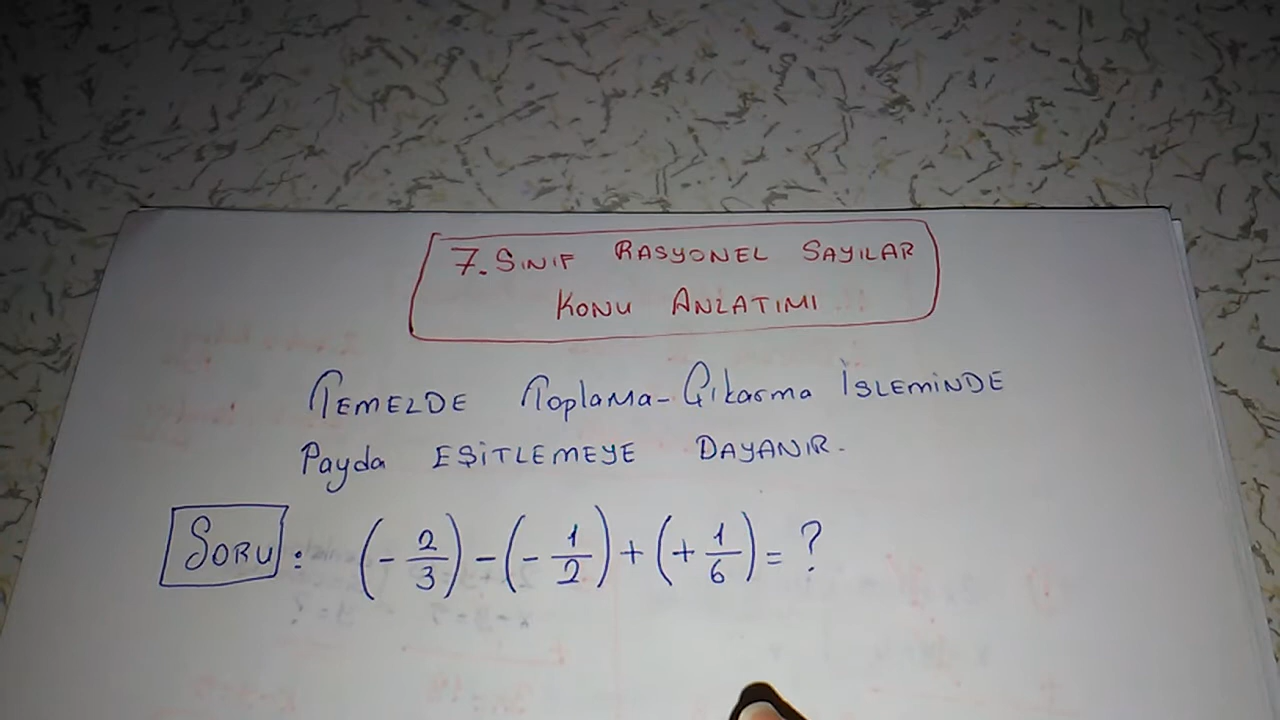 7. SINIF RASYONEL SAYILAR
KONU ANLATIMI
TEMELDE Toplama-Çıkarma İŞLEMİNDE
Payda EŞİTLEMEYE DAYANIR.
SORU: (-2/3)-(-1/2)+(+1/6)=?